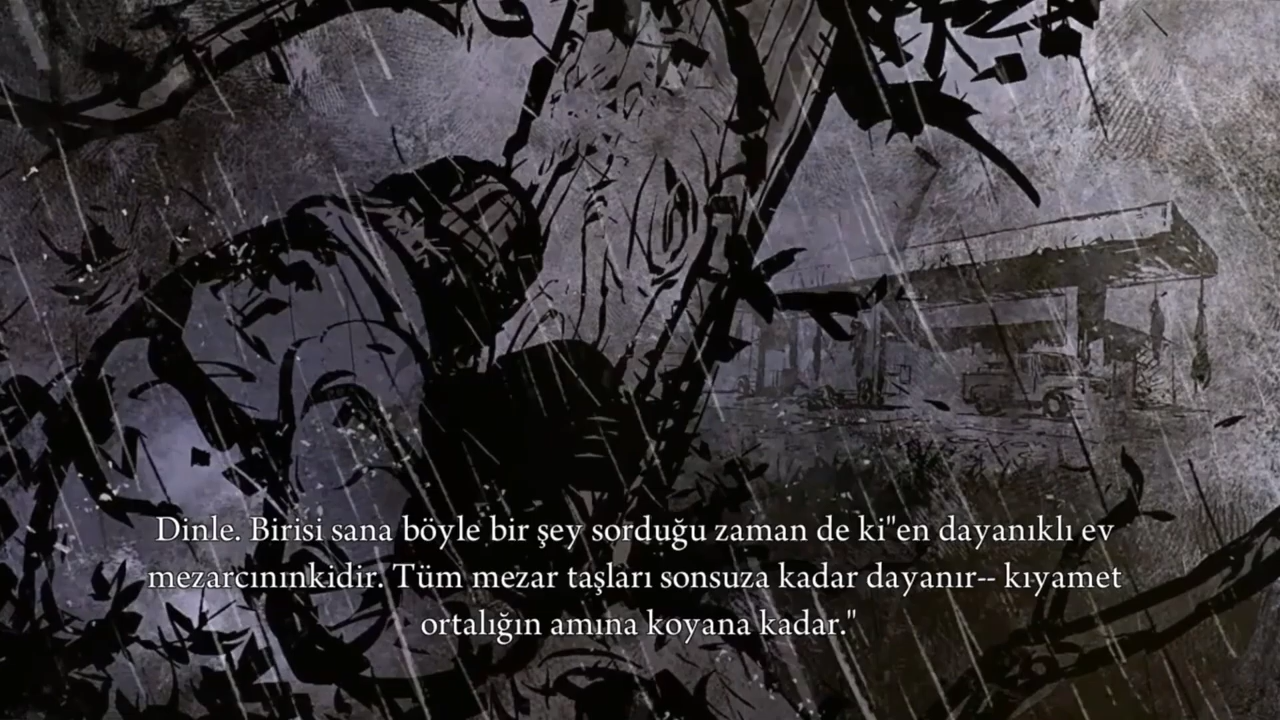 Dinle. Birisi sana böyle bir şey sorduğu zaman de ki"en dayanıklı ev
mezarcınınkidir. Tüm mezar taşları sonsuza kadar dayanır-- kıyamet
ortalığın amına koyana kadar."